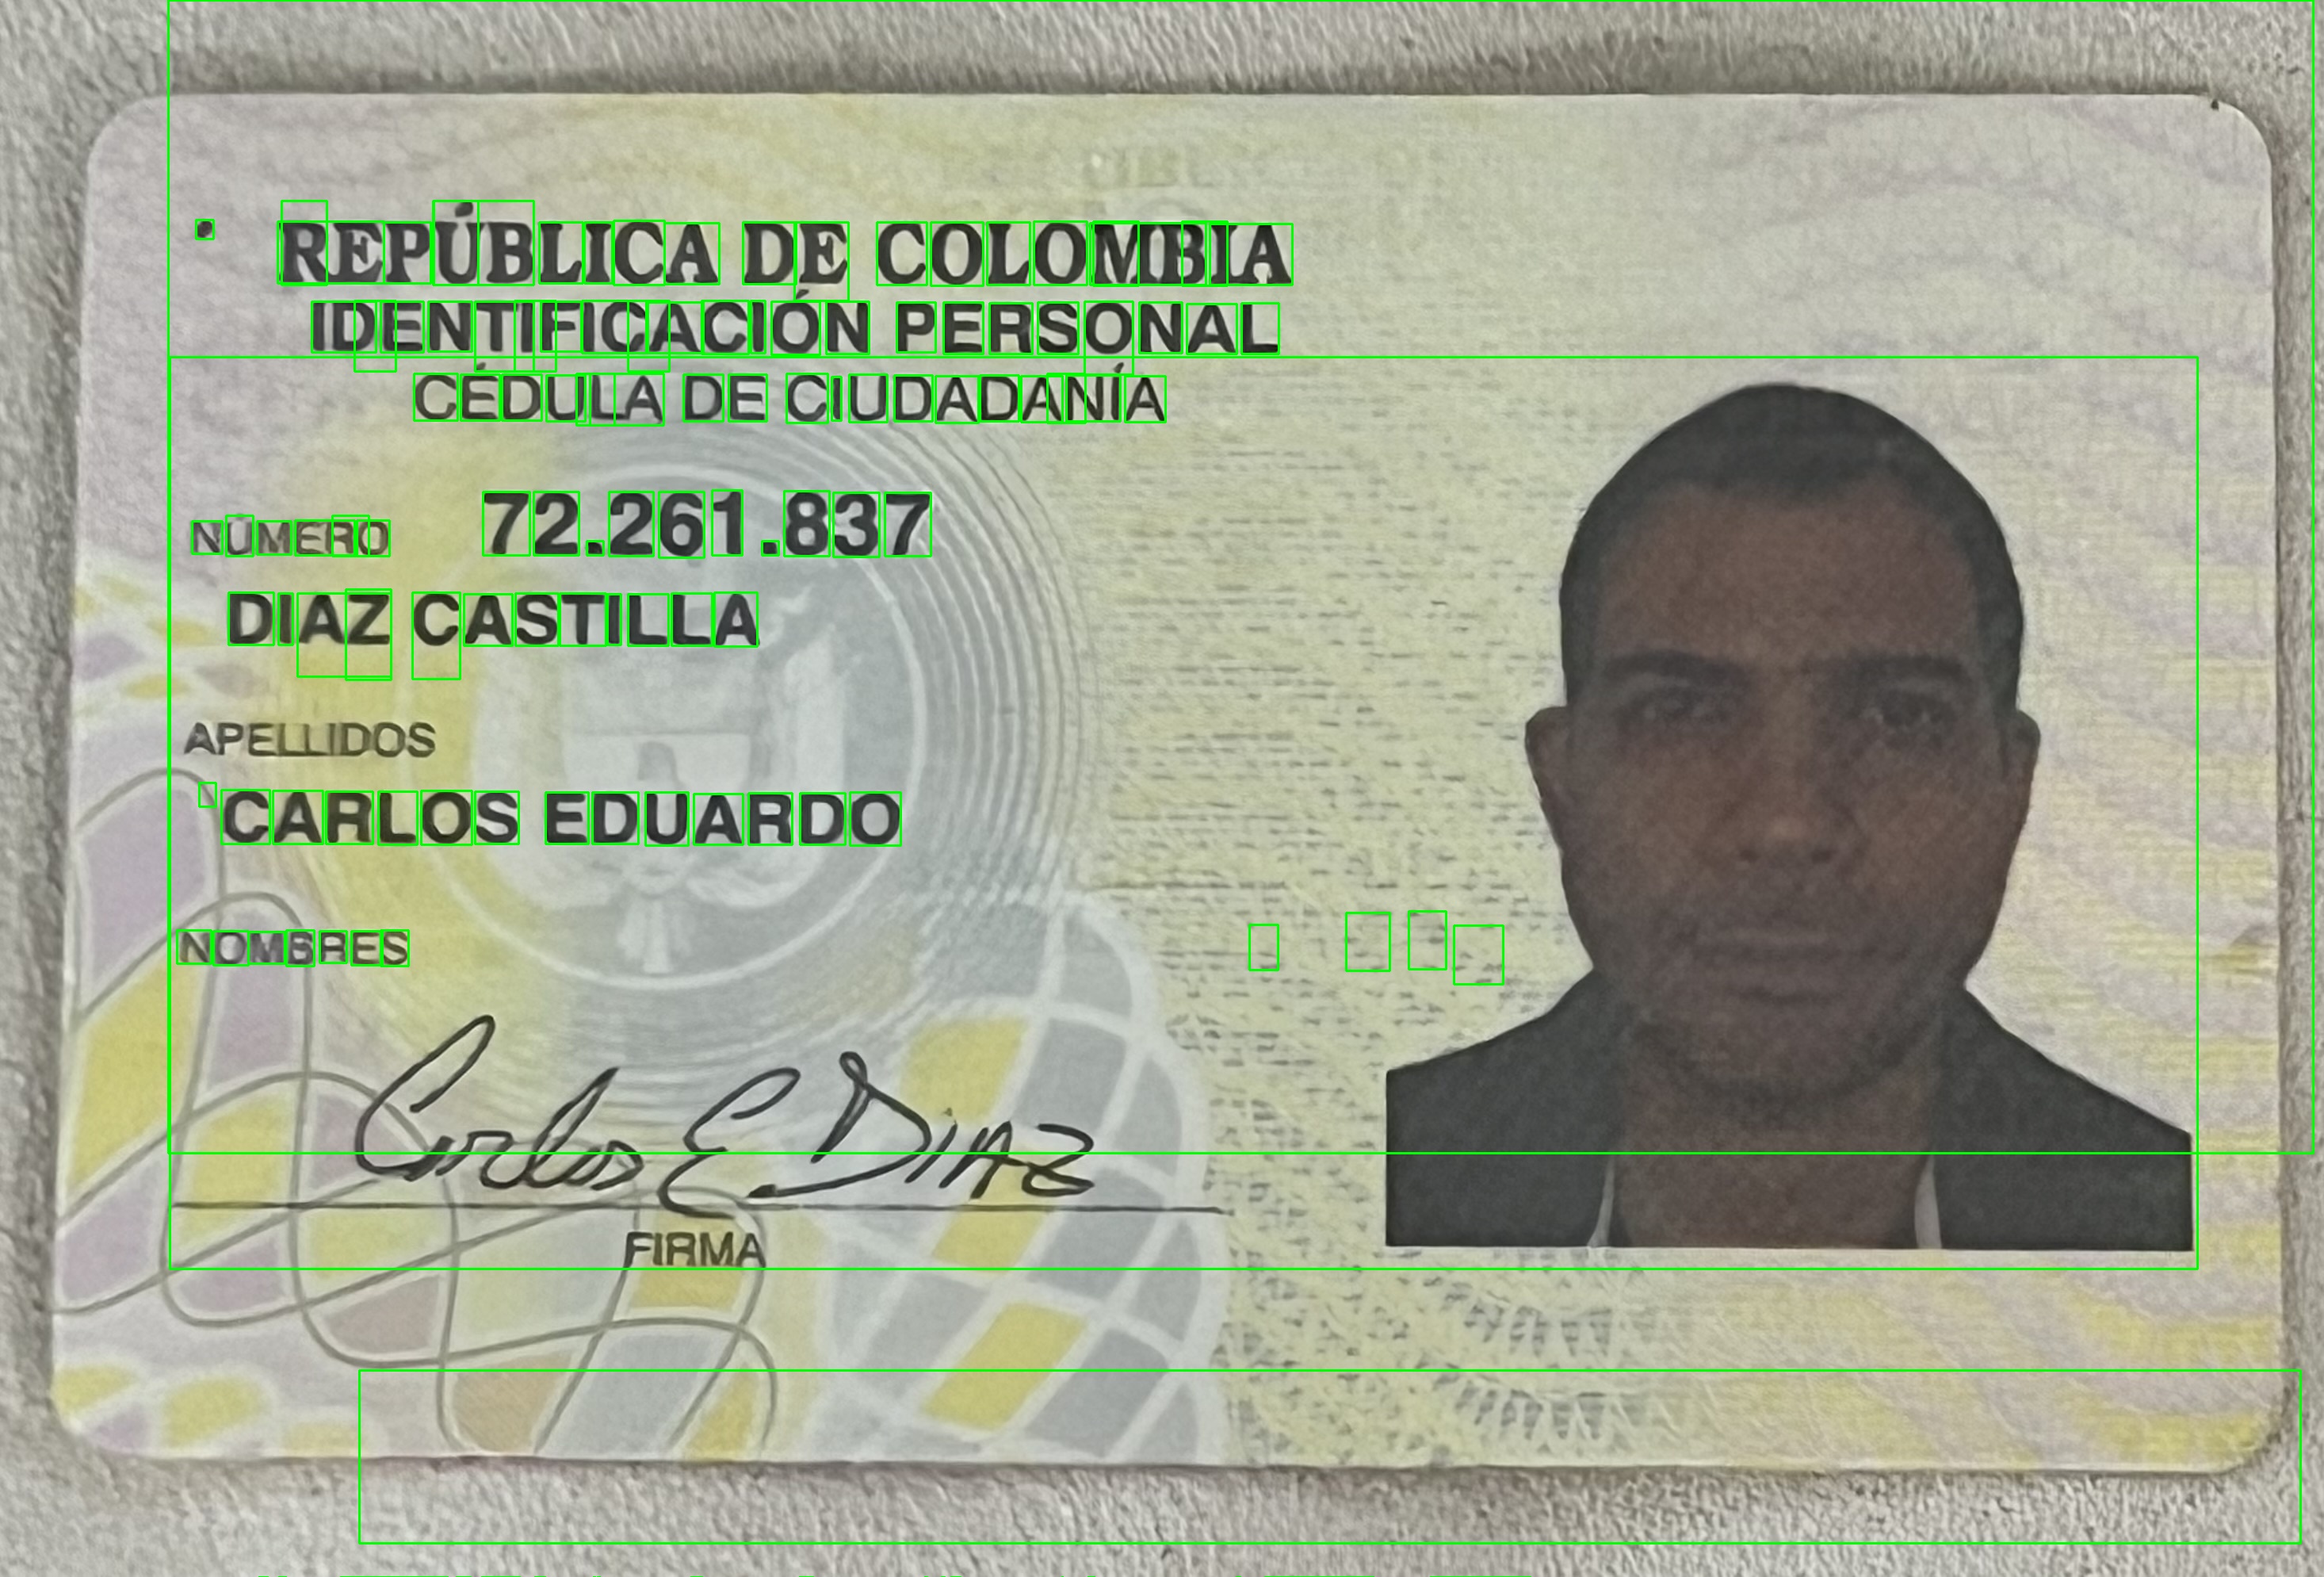 REPÚBLICA DE COLOMBIA
IDENTIFICACIÓN PERSONAL
CÉDULA DE CIUDADANÍA
NÚMERO 72.261.837
DIAZ CASTILLA
APELLIDOS
CARLOS EDUARDO
NOMBRES
Carlos E DIAZ
FIRMA